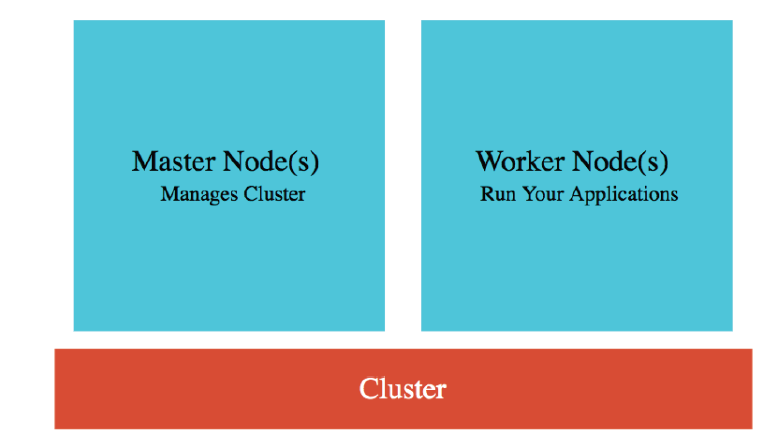 Master Node(s)
Manages Cluster
Worker Node(s)
Run Your Applications
Cluster